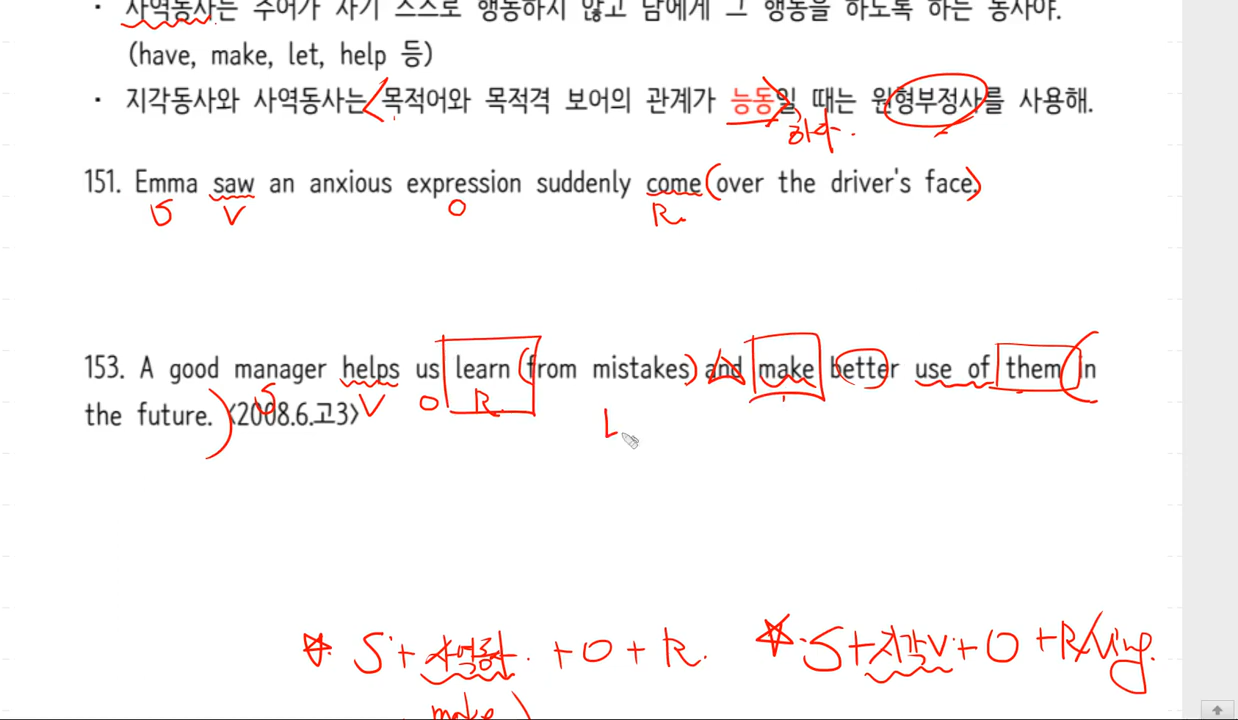 · 사역동사는 주어가 자기 스스로 행동하지 않고 남에게 그 행동을 하도록 하는 동사야.
(have, make, let, help 등)
· 지각동사와 사역동사는 목적어와 목적격 보어의 관계가 능동일 때는 원형부정사를 사용해.
하다.
151. Emma saw an anxious expression suddenly come over the driver's face.
S V O R.
153. A good manager helps us learn from mistakes and make better use of them in
S V O R
the future. <2008.6.고3>
L
S + 사역동사 + O + R. S + 지각V + O + R/Ving.
make